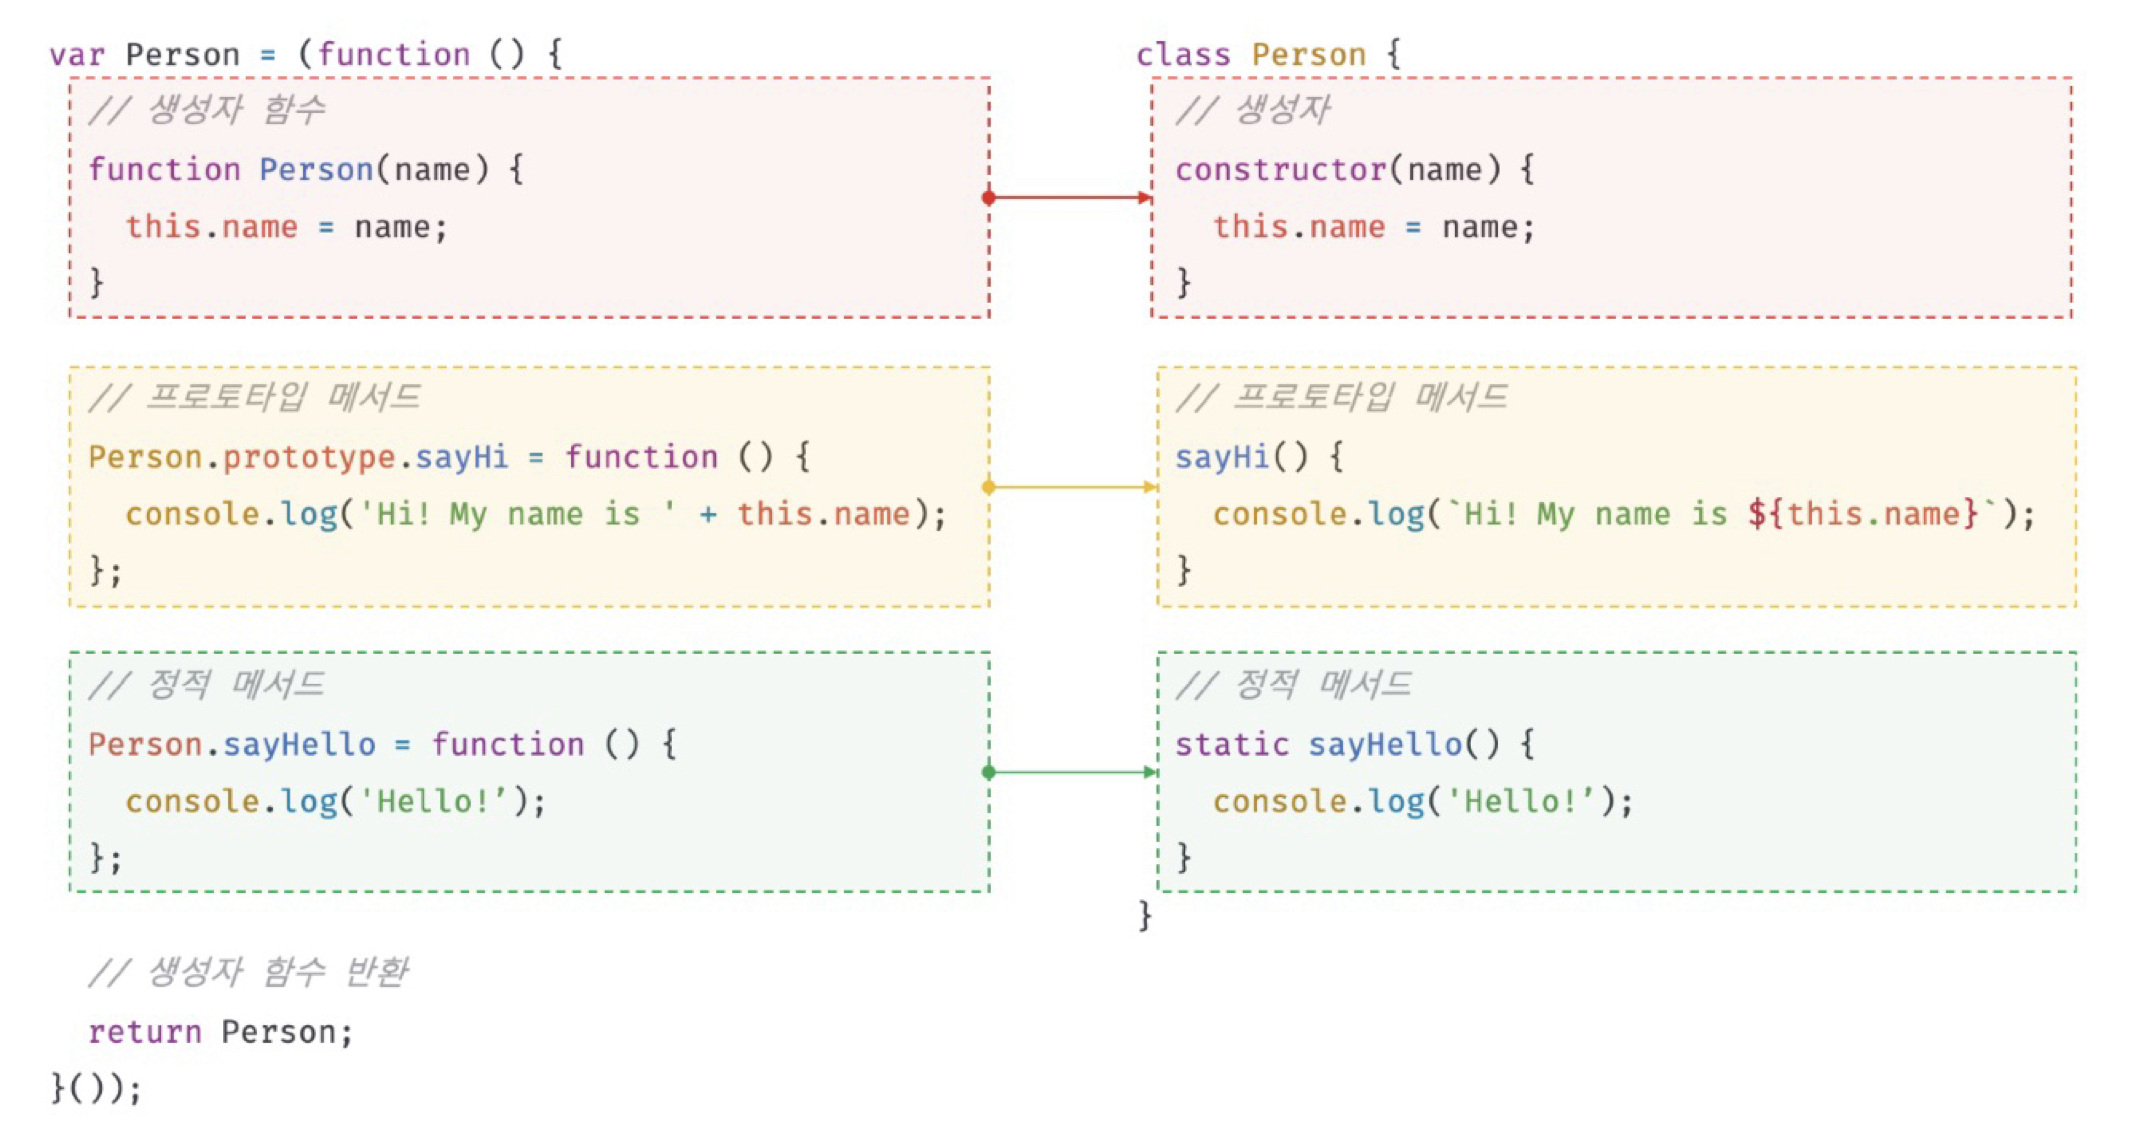 var Person = (function () {
// 생성자 함수
function Person(name) {
this.name = name;
}
// 프로토타입 메서드
Person.prototype.sayHi = function () {
console.log('Hi! My name is ' + this.name);
};
// 정적 메서드
Person.sayHello = function () {
console.log('Hello!’);
};
// 생성자 함수 반환
return Person;
}());
class Person {
// 생성자
constructor(name) {
this.name = name;
}
// 프로토타입 메서드
sayHi() {
console.log(`Hi! My name is ${this.name}`);
}
// 정적 메서드
static sayHello() {
console.log('Hello!’);
}
}